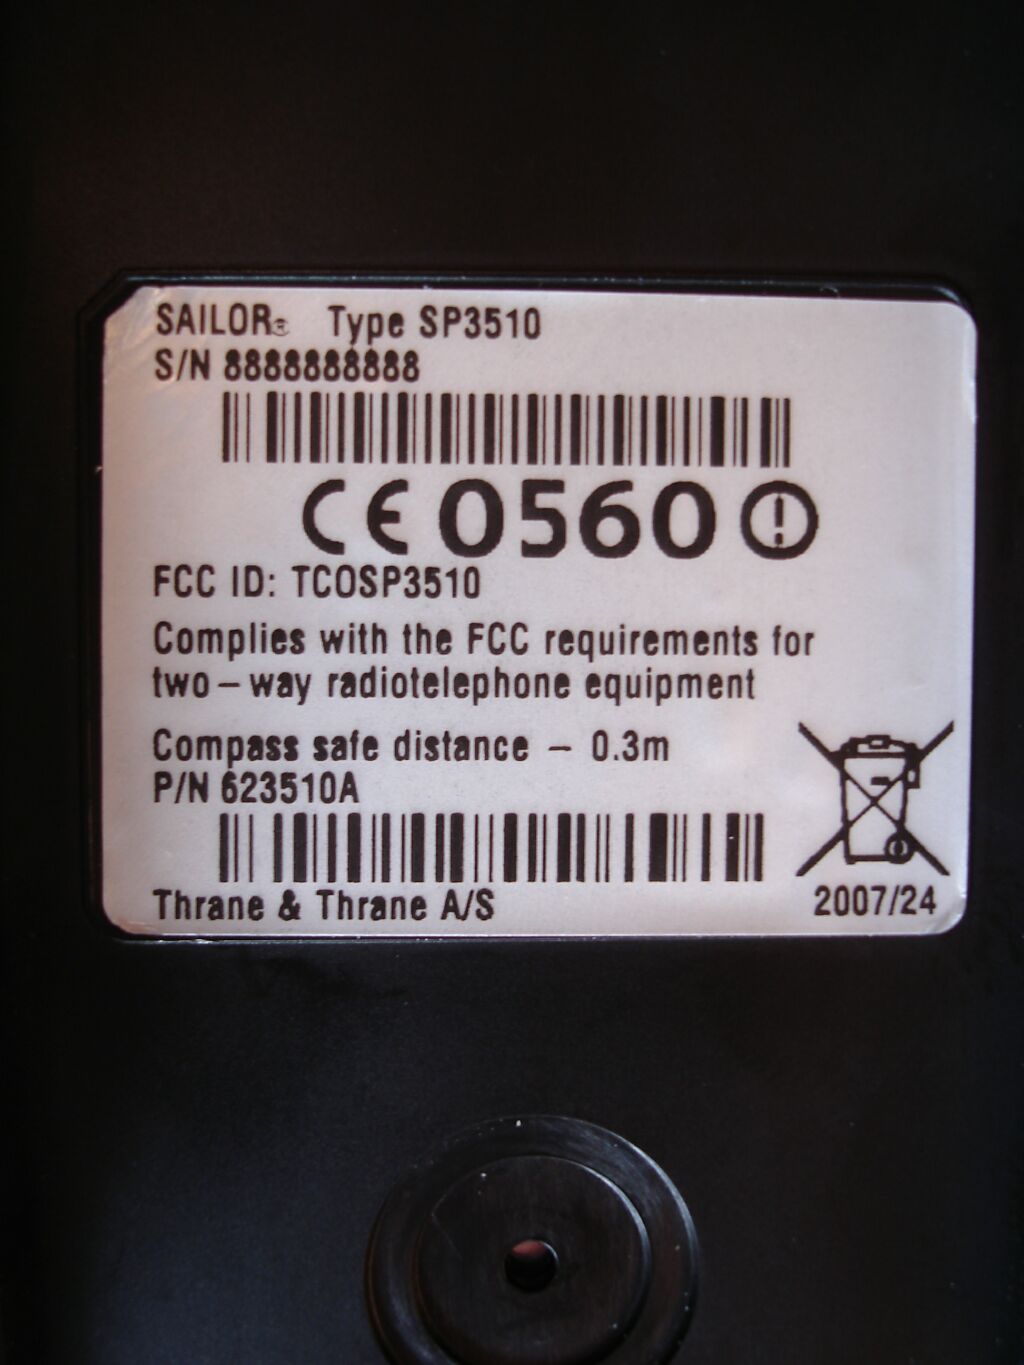 SAILOR® Type SP3510
S/N 8888888888
CE 0560
FCC ID: TCOSP3510
Complies with the FCC requirements for
two-way radiotelephone equipment
Compass safe distance – 0.3m
P/N 623510A
Thrane & Thrane A/S
2007/24